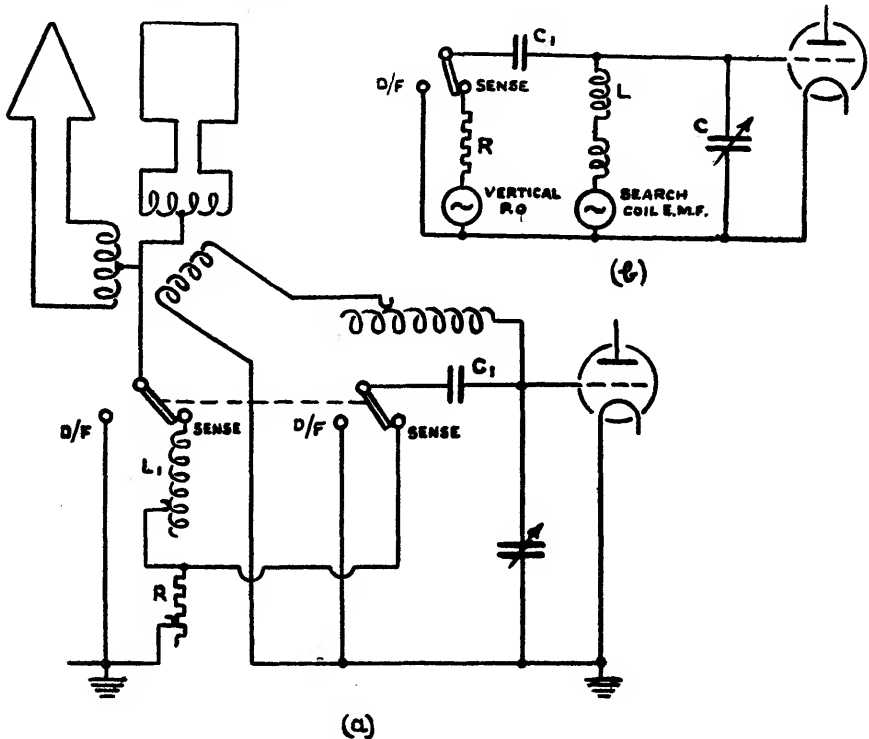 C1
D/F
SENSE
L
C
R
VERTICAL
P.D
SEARCH
COIL E.M.F.
(b)
C1
D/F
SENSE
D/F
SENSE
L1
R
(a)